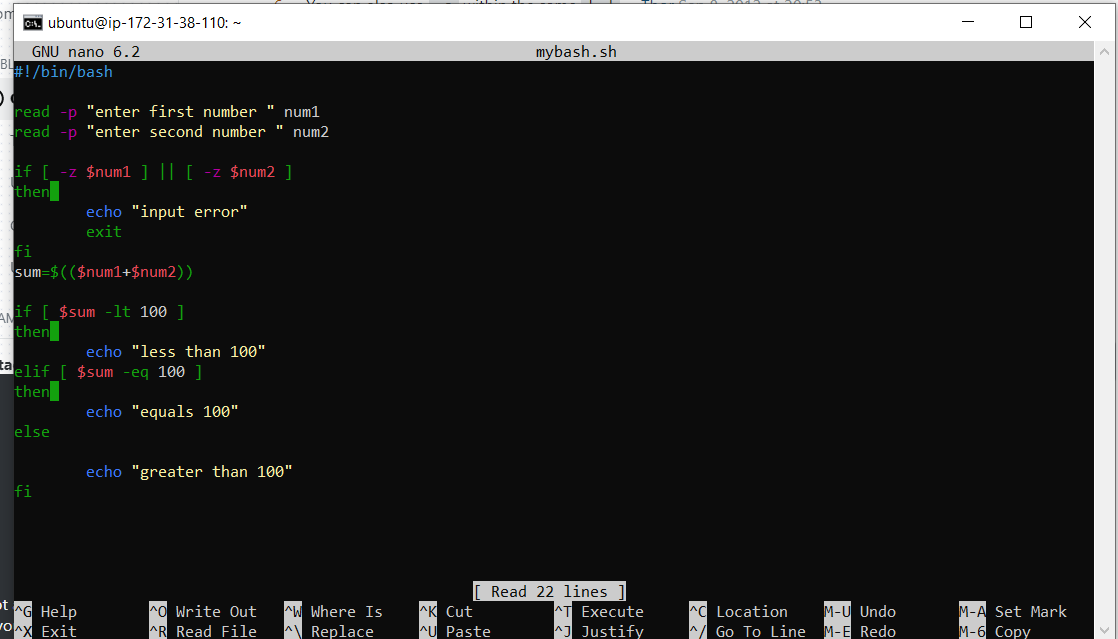 ubuntu@ip-172-31-38-110: ~
GNU nano 6.2 mybash.sh
#!/bin/bash
read -p "enter first number " num1
read -p "enter second number " num2
if [ -z $num1 ] || [ -z $num2 ]
then
echo "input error"
exit
fi
sum=$(($num1+$num2))
if [ $sum -lt 100 ]
then
echo "less than 100"
elif [ $sum -eq 100 ]
then
echo "equals 100"
else
echo "greater than 100"
fi
[ Read 22 lines ]
^G Help ^O Write Out ^W Where Is ^K Cut ^T Execute ^C Location M-U Undo M-A Set Mark
^X Exit ^R Read File ^\ Replace ^U Paste ^J Justify ^/ Go To Line M-E Redo M-6 Copy